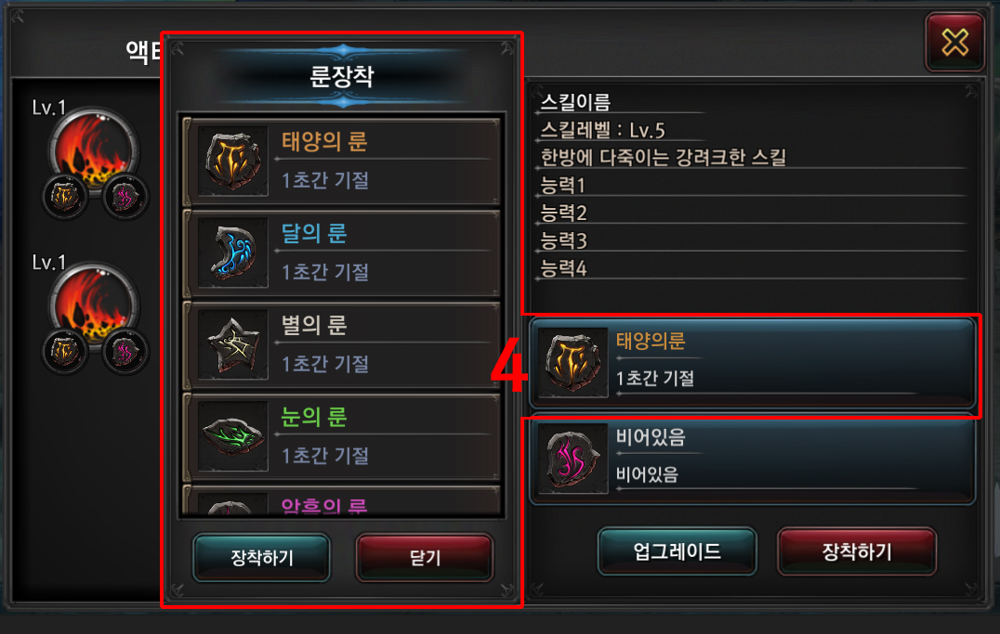 액티
Lv.1
Lv.1
룬장착
태양의 룬
1초간 기절
달의 룬
1초간 기절
별의 룬
1초간 기절
눈의 룬
1초간 기절
암흑의 룬
장착하기
닫기
스킬이름
스킬레벨 : Lv.5
한방에 다죽이는 강려크한 스킬
능력1
능력2
능력3
능력4
4
태양의룬
1초간 기절
비어있음
비어있음
업그레이드
장착하기